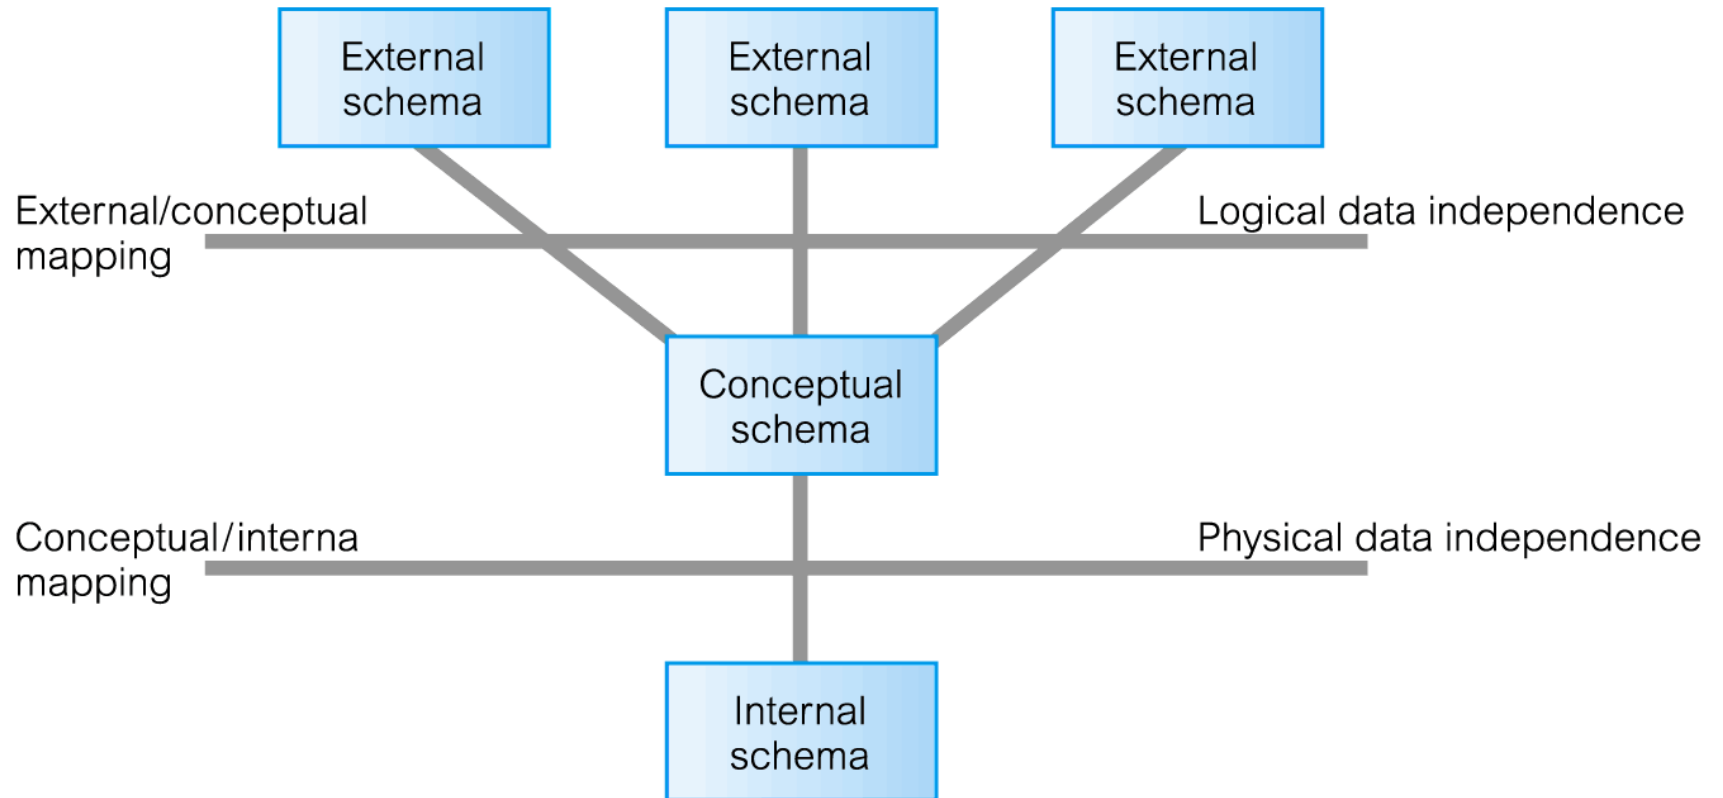 External
schema
External
schema
External
schema
External/conceptual
mapping
Logical data independence
Conceptual
schema
Conceptual/interna
mapping
Physical data independence
Internal
schema